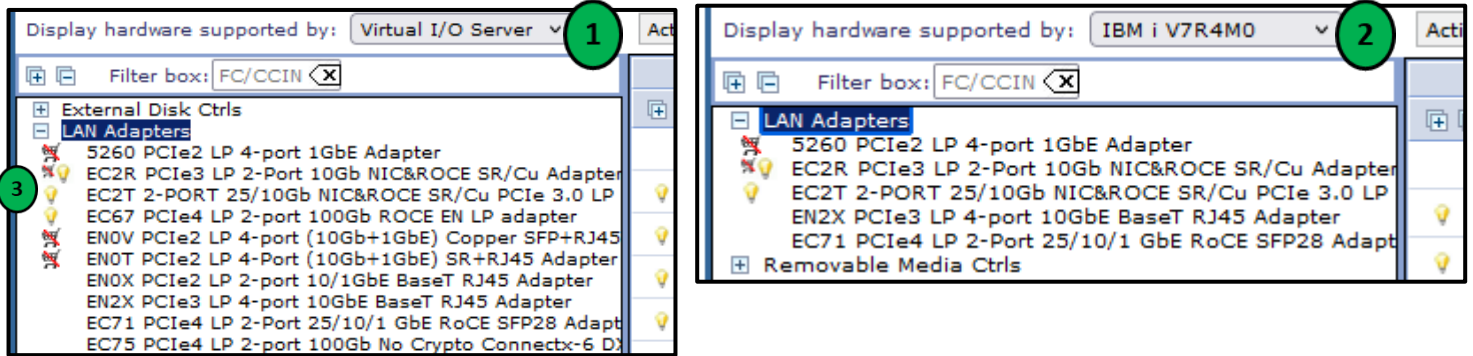 Display hardware supported by: Virtual I/O Server
1
Filter box: FC/CCIN
External Disk Ctrls
LAN Adapters
5260 PCIe2 LP 4-port 1GbE Adapter
EC2R PCIe3 LP 2-Port 10Gb NIC&ROCE SR/Cu Adapter
3
EC2T 2-PORT 25/10Gb NIC&ROCE SR/Cu PCIe 3.0 LP
EC67 PCIe4 LP 2-port 100Gb ROCE EN LP adapter
EN0V PCIe2 LP 4-port (10Gb+1GbE) Copper SFP+RJ45
EN0T PCIe2 LP 4-Port (10Gb+1GbE) SR+RJ45 Adapter
EN0X PCIe2 LP 2-port 10/1GbE BaseT RJ45 Adapter
EN2X PCIe3 LP 4-port 10GbE BaseT RJ45 Adapter
EC71 PCIe4 LP 2-Port 25/10/1 GbE RoCE SFP28 Adapt
EC75 PCIe4 LP 2-port 100Gb No Crypto Connectx-6 DX
Act
Display hardware supported by: IBM i V7R4M0
2
Acti
Filter box: FC/CCIN
LAN Adapters
5260 PCIe2 LP 4-port 1GbE Adapter
EC2R PCIe3 LP 2-Port 10Gb NIC&ROCE SR/Cu Adapter
EC2T 2-PORT 25/10Gb NIC&ROCE SR/Cu PCIe 3.0 LP
EN2X PCIe3 LP 4-port 10GbE BaseT RJ45 Adapter
EC71 PCIe4 LP 2-Port 25/10/1 GbE RoCE SFP28 Adapt
Removable Media Ctrls